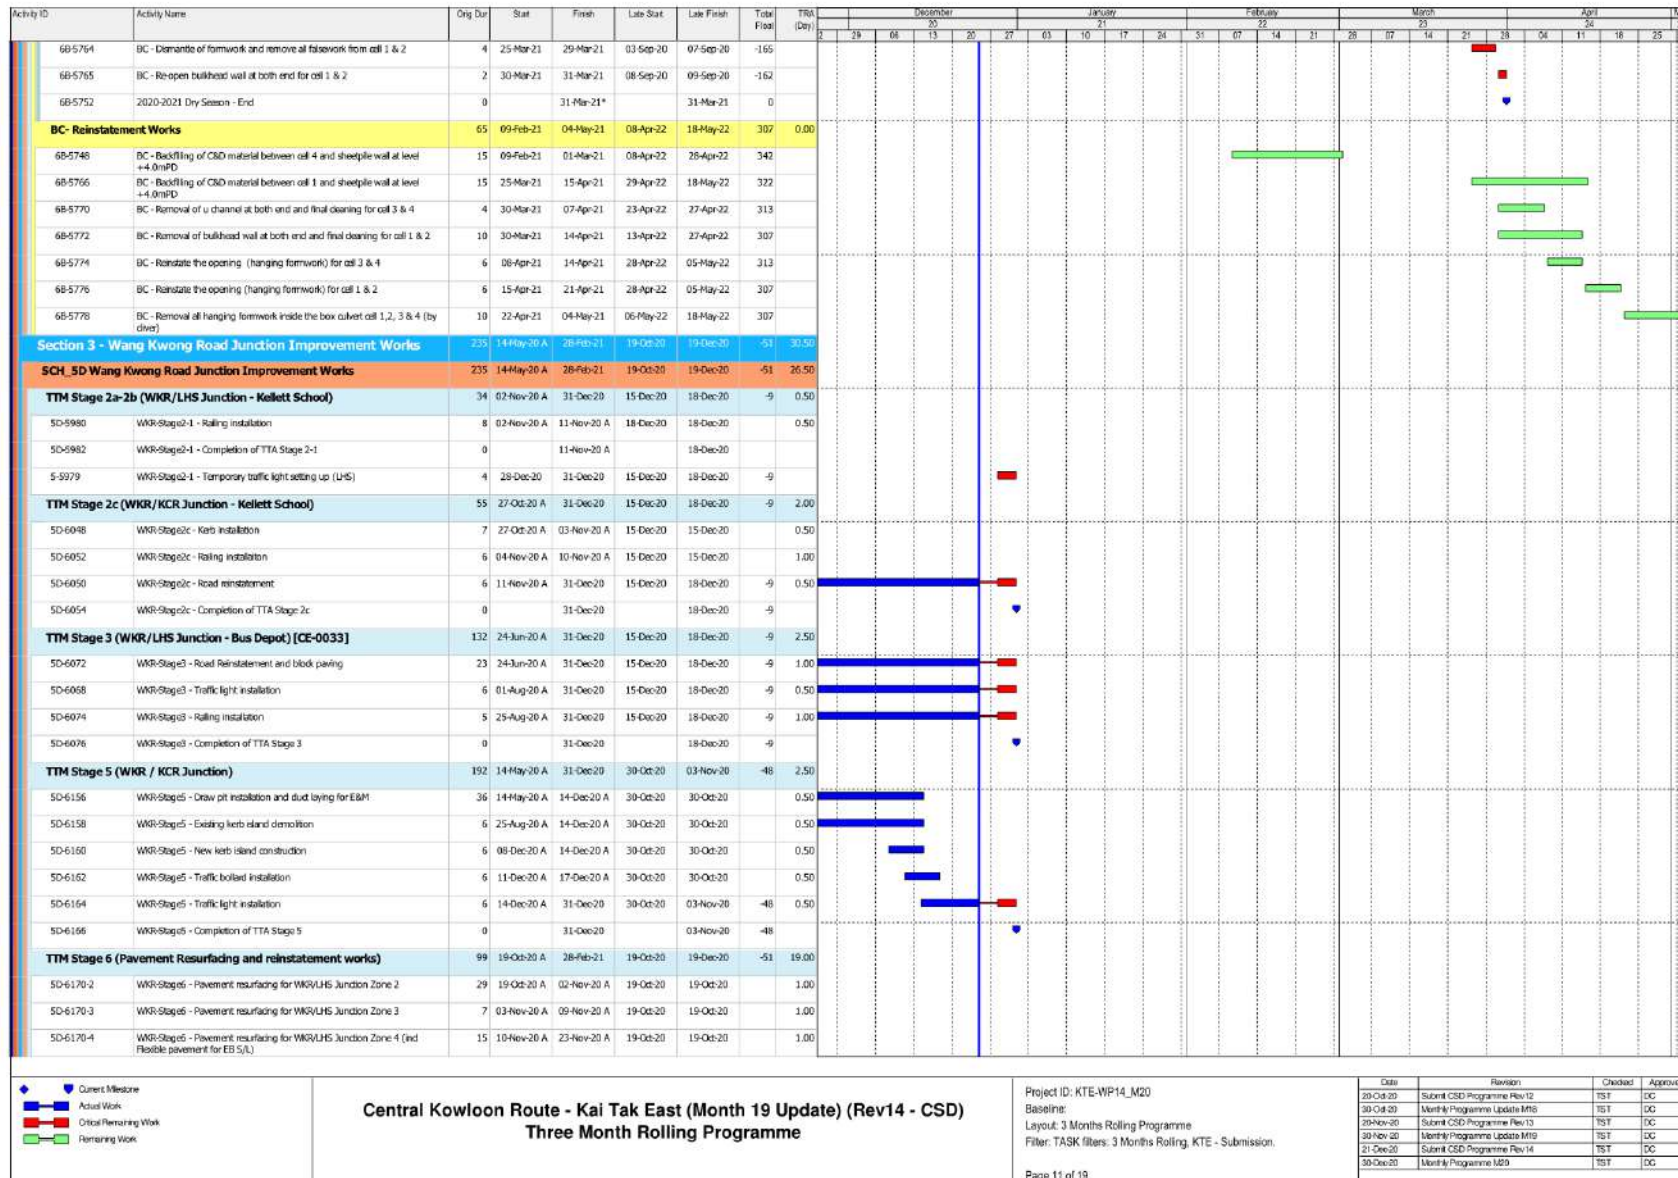 Activity ID Activity Name Orig Dur Start Finish Late Start Late Finish Total Float TRA (Day) December January February March April
20 21 22 23 24
29 06 13 20 27 03 10 17 24 31 07 14 21 28 07 14 21 28 04 11 18 25
6B-5764 BC - Dismantle of formwork and remove all falsework from cell 1 & 2 4 25-Mar-21 29-Mar-21 03-Sep-20 07-Sep-20 -165
6B-5765 BC - Re-open bulkhead wall at both end for cell 1 & 2 2 30-Mar-21 31-Mar-21 08-Sep-20 09-Sep-20 -162
6B-5752 2020-2021 Dry Season - End 0 31-Mar-21* 31-Mar-21 0
BC- Reinstatement Works 65 09-Feb-21 04-May-21 08-Apr-22 18-May-22 307 0.00
6B-5748 BC - Backfilling of C&D material between cell 4 and sheetpile wall at level 15 09-Feb-21 01-Mar-21 08-Apr-22 28-Apr-22 342
+4.0mPD
6B-5766 BC - Backfilling of C&D material between cell 1 and sheetpile wall at level 15 25-Mar-21 15-Apr-21 29-Apr-22 18-May-22 322
+4.0mPD
6B-5770 BC - Removal of u channel at both end and final cleaning for cell 3 & 4 4 30-Mar-21 07-Apr-21 23-Apr-22 27-Apr-22 313
6B-5772 BC - Removal of bulkhead wall at both end and final cleaning for cell 1 & 2 10 30-Mar-21 14-Apr-21 13-Apr-22 27-Apr-22 307
6B-5774 BC - Reinstate the opening (hanging formwork) for cell 3 & 4 6 08-Apr-21 14-Apr-21 28-Apr-22 05-May-22 313
6B-5776 BC - Reinstate the opening (hanging formwork) for cell 1 & 2 6 15-Apr-21 21-Apr-21 28-Apr-22 05-May-22 307
6B-5778 BC - Removal all hanging formwork inside the box culvert cell 1,2, 3 & 4 (by 10 22-Apr-21 04-May-21 06-May-22 18-May-22 307
diver)
Section 3 - Wang Kwong Road Junction Improvement Works 235 14-May-20 A 28-Feb-21 19-Oct-20 19-Dec-20 -51 30.50
SCH_5D Wang Kwong Road Junction Improvement Works 235 14-May-20 A 28-Feb-21 19-Oct-20 19-Dec-20 -51 26.50
TTM Stage 2a-2b (WKR/LHS Junction - Kellett School) 34 02-Nov-20 A 31-Dec-20 15-Dec-20 18-Dec-20 -9 0.50
5D-5980 WKR-Stage2-1 - Railing installation 8 02-Nov-20 A 11-Nov-20 A 18-Dec-20 18-Dec-20 0.50
5D-5982 WKR-Stage2-1 - Completion of TTA Stage 2-1 0 11-Nov-20 A 18-Dec-20
5-5979 WKR-Stage2-1 - Temporary traffic light setting up (LHS) 4 28-Dec-20 31-Dec-20 15-Dec-20 18-Dec-20 -9
TTM Stage 2c (WKR/KCR Junction - Kellett School) 55 27-Oct-20 A 31-Dec-20 15-Dec-20 18-Dec-20 -9 2.00
5D-6048 WKR-Stage2c - Kerb installation 7 27-Oct-20 A 03-Nov-20 A 15-Dec-20 15-Dec-20 0.50
5D-6052 WKR-Stage2c - Railing installaiton 6 04-Nov-20 A 10-Nov-20 A 15-Dec-20 15-Dec-20 1.00
5D-6050 WKR-Stage2c - Road reinstatement 6 11-Nov-20 A 31-Dec-20 15-Dec-20 18-Dec-20 -9 0.50
5D-6054 WKR-Stage2c - Completion of TTA Stage 2c 0 31-Dec-20 18-Dec-20 -9
TTM Stage 3 (WKR/LHS Junction - Bus Depot) [CE-0033] 132 24-Jun-20 A 31-Dec-20 15-Dec-20 18-Dec-20 -9 2.50
5D-6072 WKR-Stage3 - Road Reinstatement and block paving 23 24-Jun-20 A 31-Dec-20 15-Dec-20 18-Dec-20 -9 1.00
5D-6068 WKR-Stage3 - Traffic light installation 6 01-Aug-20 A 31-Dec-20 15-Dec-20 18-Dec-20 -9 0.50
5D-6074 WKR-Stage3 - Railing installation 5 25-Aug-20 A 31-Dec-20 15-Dec-20 18-Dec-20 -9 1.00
5D-6076 WKR-Stage3 - Completion of TTA Stage 3 0 31-Dec-20 18-Dec-20 -9
TTM Stage 5 (WKR / KCR Junction) 192 14-May-20 A 31-Dec-20 30-Oct-20 03-Nov-20 -48 2.50
5D-6156 WKR-Stage5 - Draw pit installation and duct laying for E&M 36 14-May-20 A 14-Dec-20 A 30-Oct-20 30-Oct-20 0.50
5D-6158 WKR-Stage5 - Existing kerb island demolition 6 25-Aug-20 A 14-Dec-20 A 30-Oct-20 30-Oct-20 0.50
5D-6160 WKR-Stage5 - New kerb island construction 6 08-Dec-20 A 14-Dec-20 A 30-Oct-20 30-Oct-20 0.50
5D-6162 WKR-Stage5 - Traffic bollard installation 6 11-Dec-20 A 17-Dec-20 A 30-Oct-20 30-Oct-20 0.50
5D-6164 WKR-Stage5 - Traffic light installation 6 14-Dec-20 A 31-Dec-20 30-Oct-20 03-Nov-20 -48 0.50
5D-6166 WKR-Stage5 - Completion of TTA Stage 5 0 31-Dec-20 03-Nov-20 -48
TTM Stage 6 (Pavement Resurfacing and reinstatement works) 99 19-Oct-20 A 28-Feb-21 19-Oct-20 19-Dec-20 -51 19.00
5D-6170-2 WKR-Stage6 - Pavement resurfacing for WKR/LHS Junction Zone 2 29 19-Oct-20 A 02-Nov-20 A 19-Oct-20 19-Oct-20 1.00
5D-6170-3 WKR-Stage6 - Pavement resurfacing for WKR/LHS Junction Zone 3 7 03-Nov-20 A 09-Nov-20 A 19-Oct-20 19-Oct-20 1.00
5D-6170-4 WKR-Stage6 - Pavement resurfacing for WKR/LHS Junction Zone 4 (incl 15 10-Nov-20 A 23-Nov-20 A 19-Oct-20 19-Oct-20 1.00
Flexible pavement for EB S/L)
Current Milestone
Actual Work
Critical Remaining Work
Remaining Work
Central Kowloon Route - Kai Tak East (Month 19 Update) (Rev14 - CSD)
Three Month Rolling Programme
Project ID: KTE-WP14_M20
Baseline:
Layout: 3 Months Rolling Programme
Filter: TASK filters: 3 Months Rolling, KTE - Submission.
Page 11 of 19
Date Revision Checked Approve
20-Oct-20 Submit CSD Programme Rev12 TST DC
30-Oct-20 Monthly Programme Update M18 TST DC
20-Nov-20 Submit CSD Programme Rev13 TST DC
30-Nov-20 Monthly Programme Update M19 TST DC
21-Dec-20 Submit CSD Programme Rev14 TST DC
30-Dec-20 Monthly Programme M20 TST DC